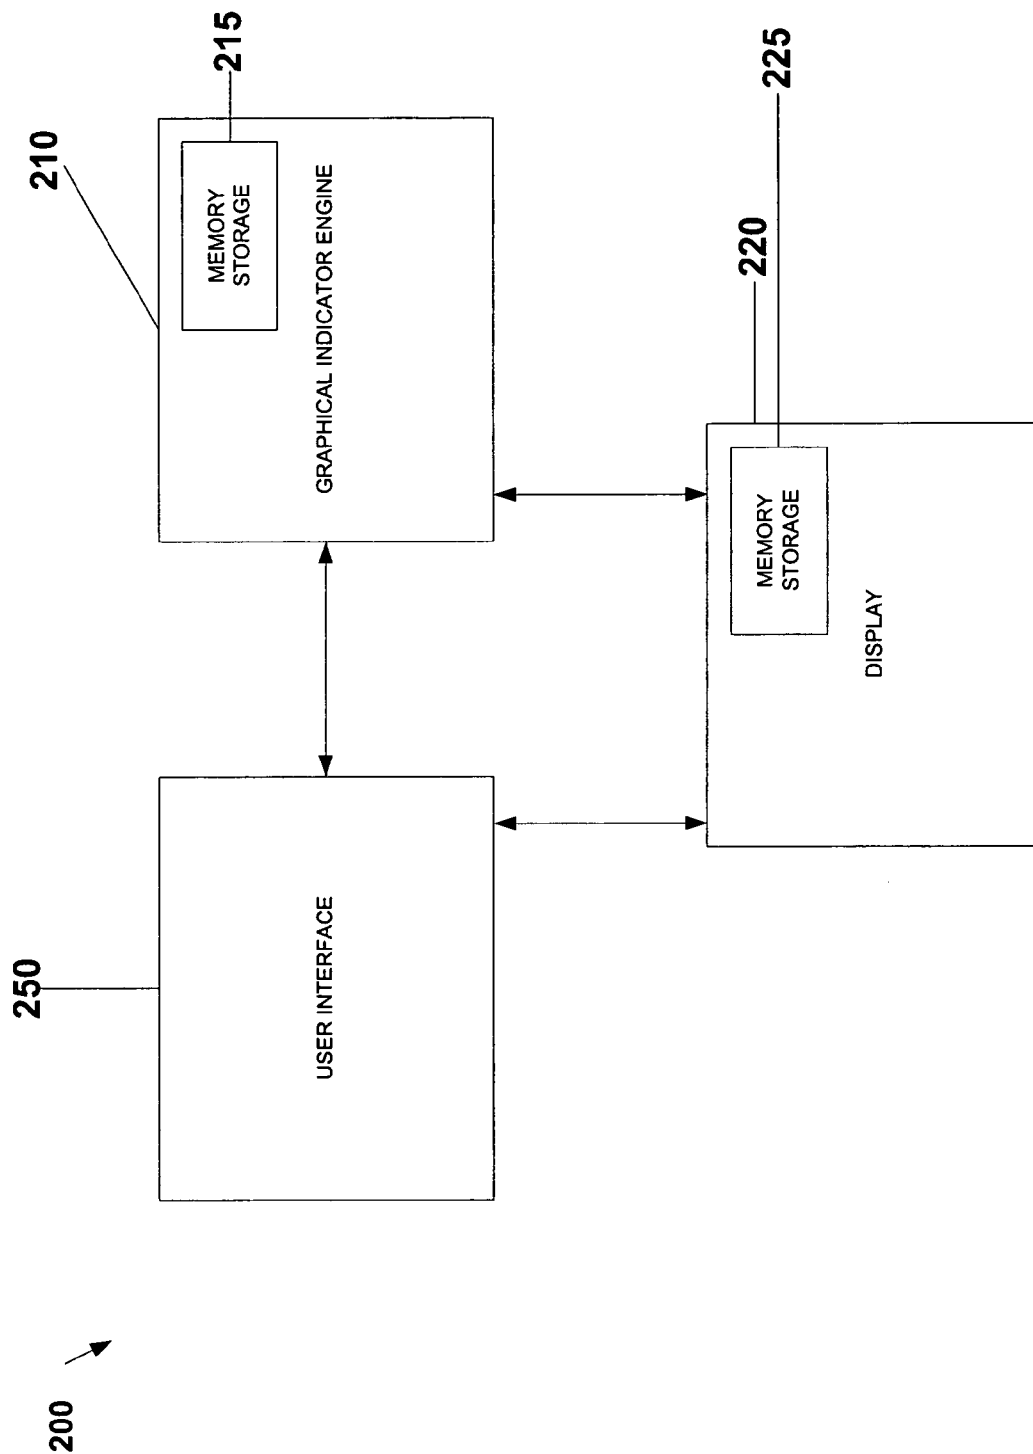 200
250
USER INTERFACE
210
215
MEMORY
STORAGE
GRAPHICAL INDICATOR ENGINE
220
225
MEMORY
STORAGE
DISPLAY